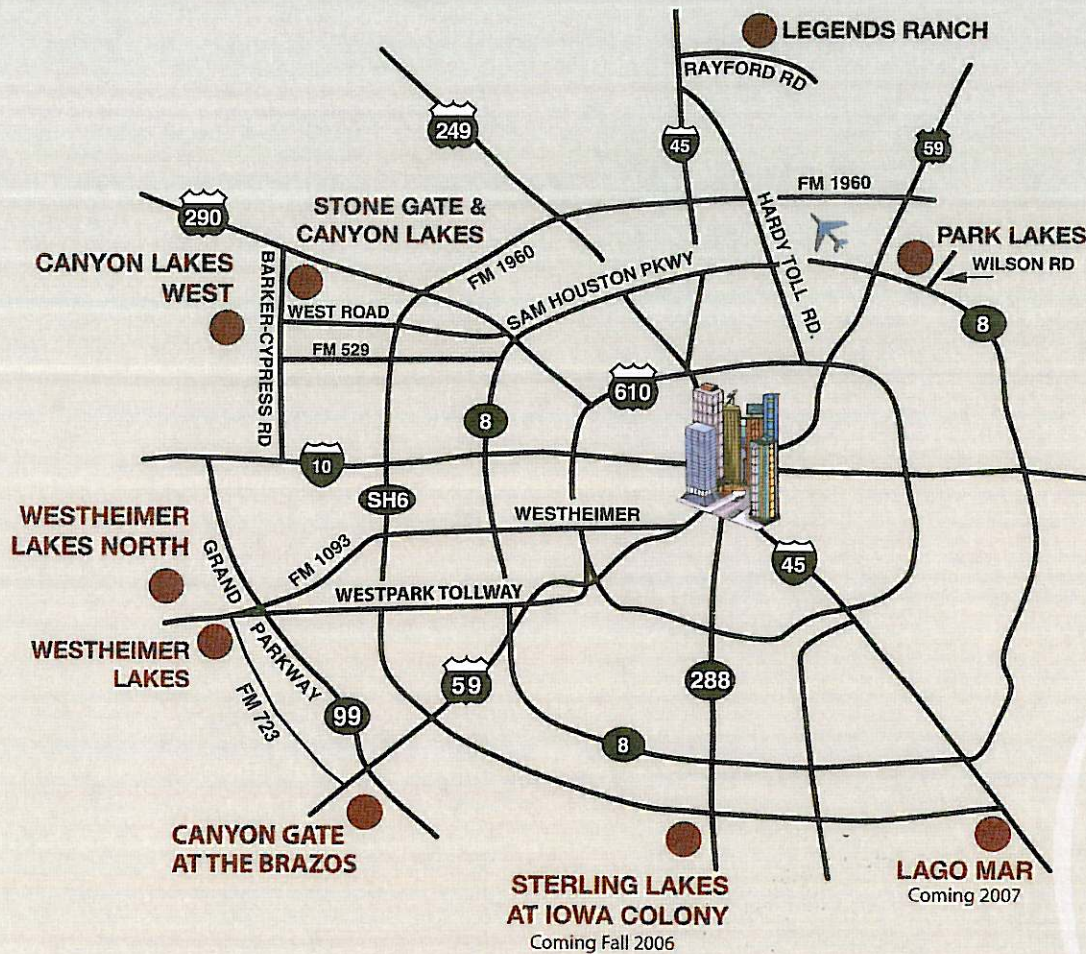 LEGENDS RANCH
RAYFORD RD
249
45
59
FM 1960
290
STONE GATE &
CANYON LAKES
HARDY TOLL RD.
PARK LAKES
WILSON RD
CANYON LAKES
WEST
BARKER-CYPRESS RD
FM 1960
SAM HOUSTON PKWY
WEST ROAD
8
FM 529
610
8
10
SH6
WESTHEIMER
LAKES NORTH
GRAND
PARKWAY
WESTHEIMER
FM 1093
45
WESTPARK TOLLWAY
WESTHEIMER
LAKES
FM 723
59
288
99
8
CANYON GATE
AT THE BRAZOS
STERLING LAKES
AT IOWA COLONY
Coming Fall 2006
LAGO MAR
Coming 2007